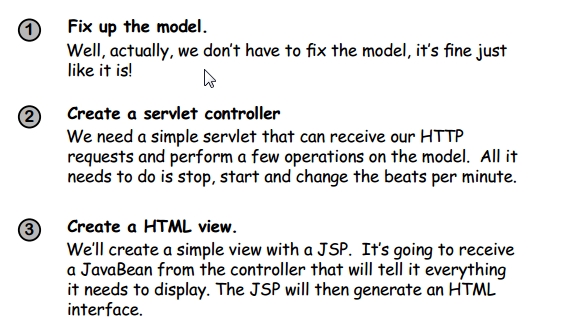 1 Fix up the model.
Well, actually, we don't have to fix the model, it's fine just
like it is!
2 Create a servlet controller
We need a simple servlet that can receive our HTTP
requests and perform a few operations on the model. All it
needs to do is stop, start and change the beats per minute.
3 Create a HTML view.
We'll create a simple view with a JSP. It's going to receive
a JavaBean from the controller that will tell it everything
it needs to display. The JSP will then generate an HTML
interface.